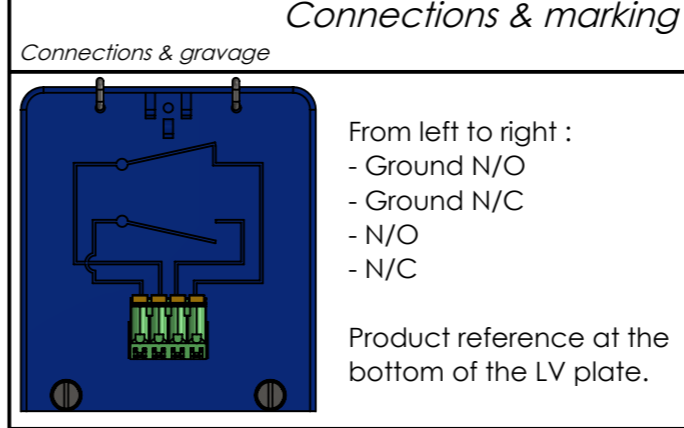 Connections & marking
Connections & gravage
From left to right :
- Ground N/O
- Ground N/C
- N/O
- N/C
Product reference at the
bottom of the LV plate.